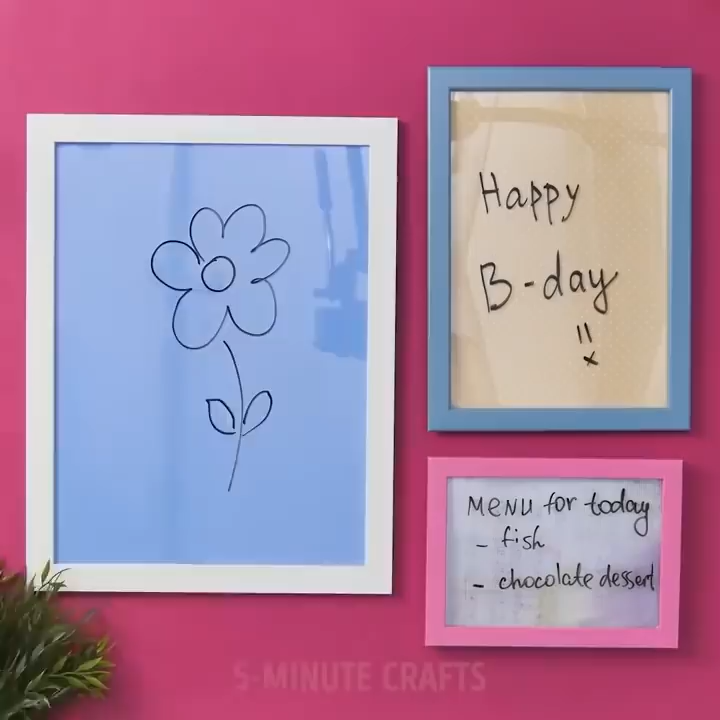 Happy
B-day
!!
x
MENU for today
- fish
- chocolate dessert
5-MINUTE CRAFTS